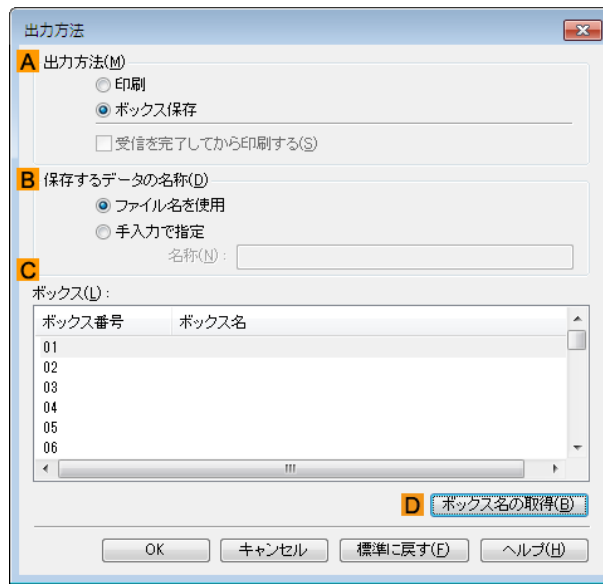 出力方法
A 出力方法(M)
印刷
ボックス保存
受信を完了してから印刷する(S)
B 保存するデータの名称(D)
ファイル名を使用
手入力で指定
名称(N):
C
ボックス(L):
ボックス番号 ボックス名
01
02
03
04
05
06
D ボックス名の取得(B)
OK キャンセル 標準に戻す(F) ヘルプ(H)